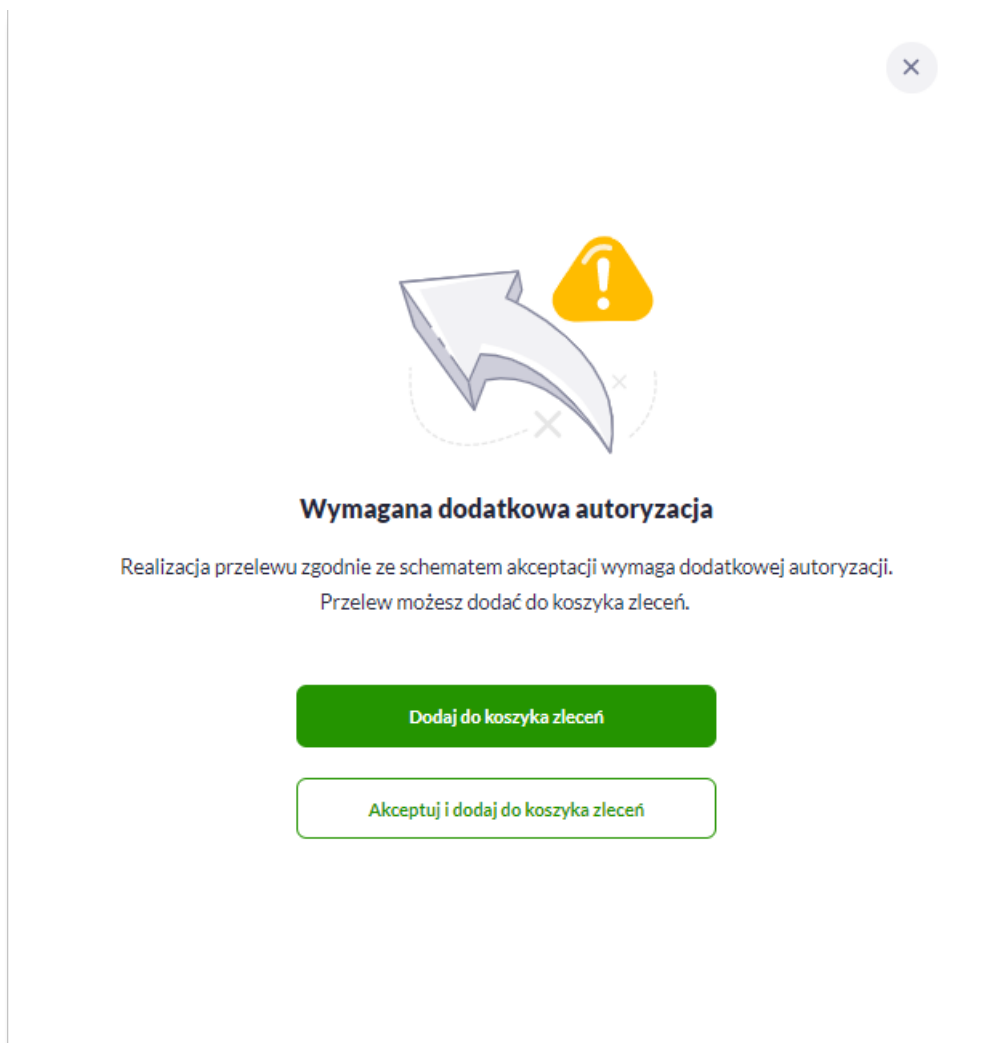 Wymagana dodatkowa autoryzacja
Realizacja przelewu zgodnie ze schematem akceptacji wymaga dodatkowej autoryzacji.
Przelew możesz dodać do koszyka zleceń.
Dodaj do koszyka zleceń
Akceptuj i dodaj do koszyka zleceń